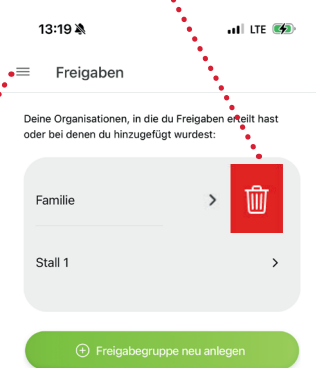 13:19 LTE
Freigaben
Deine Organisationen, in die du Freigaben erteilt hast
oder bei denen du hinzugefügt wurdest:
Familie
Stall 1
Freigabegruppe neu anlegen